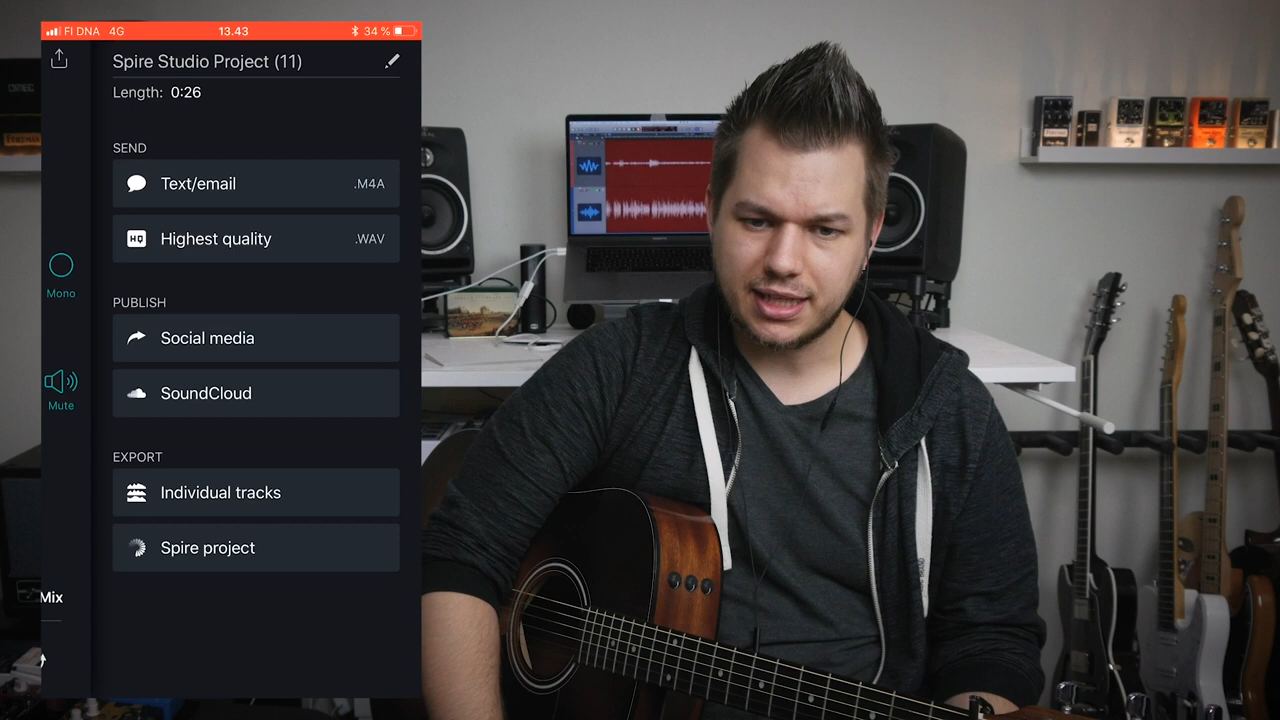 FI DNA 4G 13.43 34 %
Spire Studio Project (11)
Length: 0:26
SEND
Text/email .M4A
HQ Highest quality .WAV
PUBLISH
Social media
SoundCloud
EXPORT
Individual tracks
Spire project
Mono
Mute
Mix